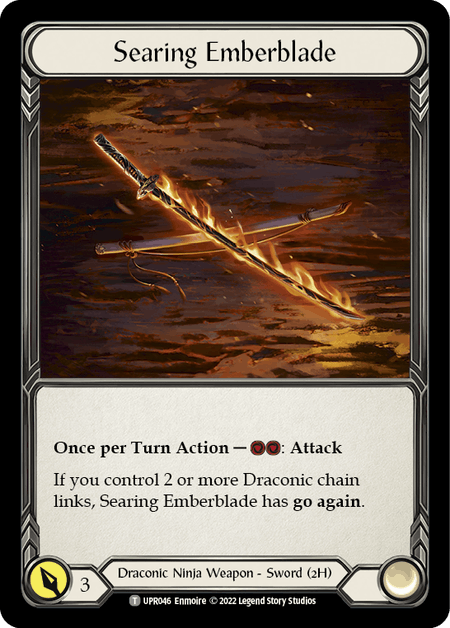 Searing Emberblade
Once per Turn Action — : Attack
If you control 2 or more Draconic chain
links, Searing Emberblade has go again.
3
Draconic Ninja Weapon - Sword (2H)
T UPR046 Enmoire © 2022 Legend Story Studios